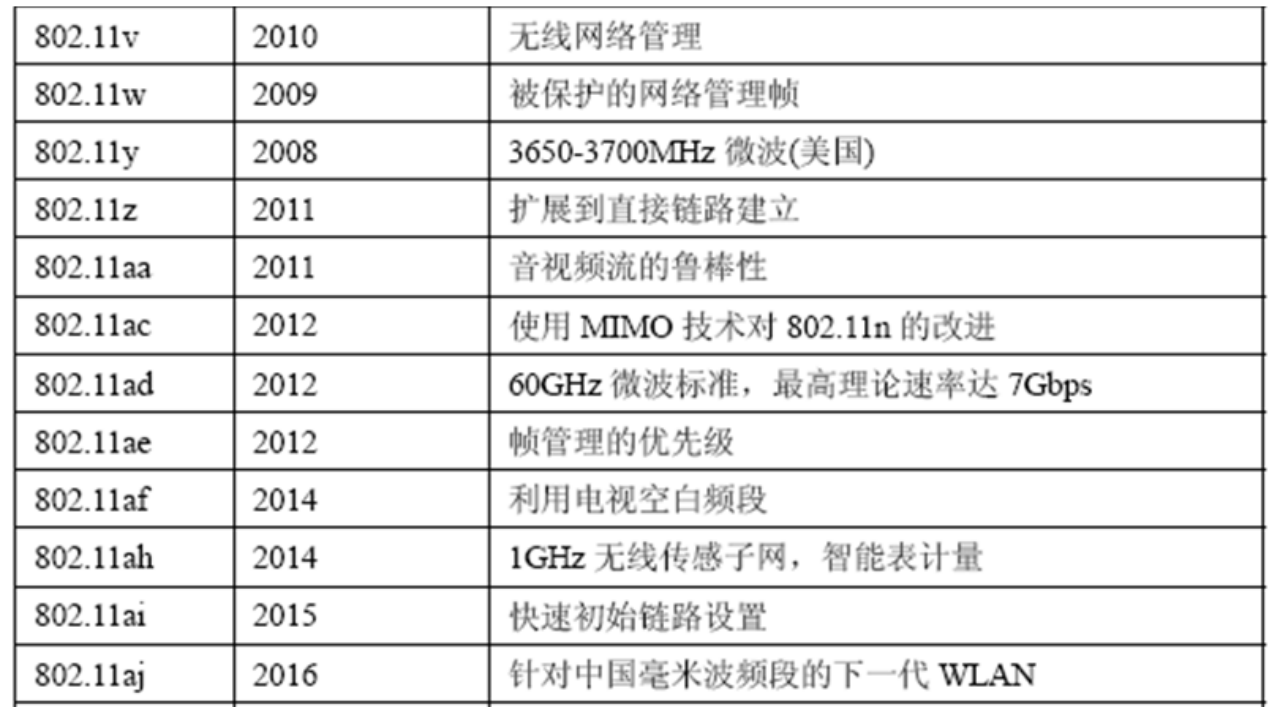 802.11v 2010 无线网络管理
802.11w 2009 被保护的网络管理帧
802.11y 2008 3650-3700MHz 微波(美国)
802.11z 2011 扩展到直接链路建立
802.11aa 2011 音视频流的鲁棒性
802.11ac 2012 使用 MIMO 技术对 802.11n 的改进
802.11ad 2012 60GHz 微波标准，最高理论速率达 7Gbps
802.11ae 2012 帧管理的优先级
802.11af 2014 利用电视空白频段
802.11ah 2014 1GHz 无线传感子网，智能表计量
802.11ai 2015 快速初始链路设置
802.11aj 2016 针对中国毫米波频段的下一代 WLAN